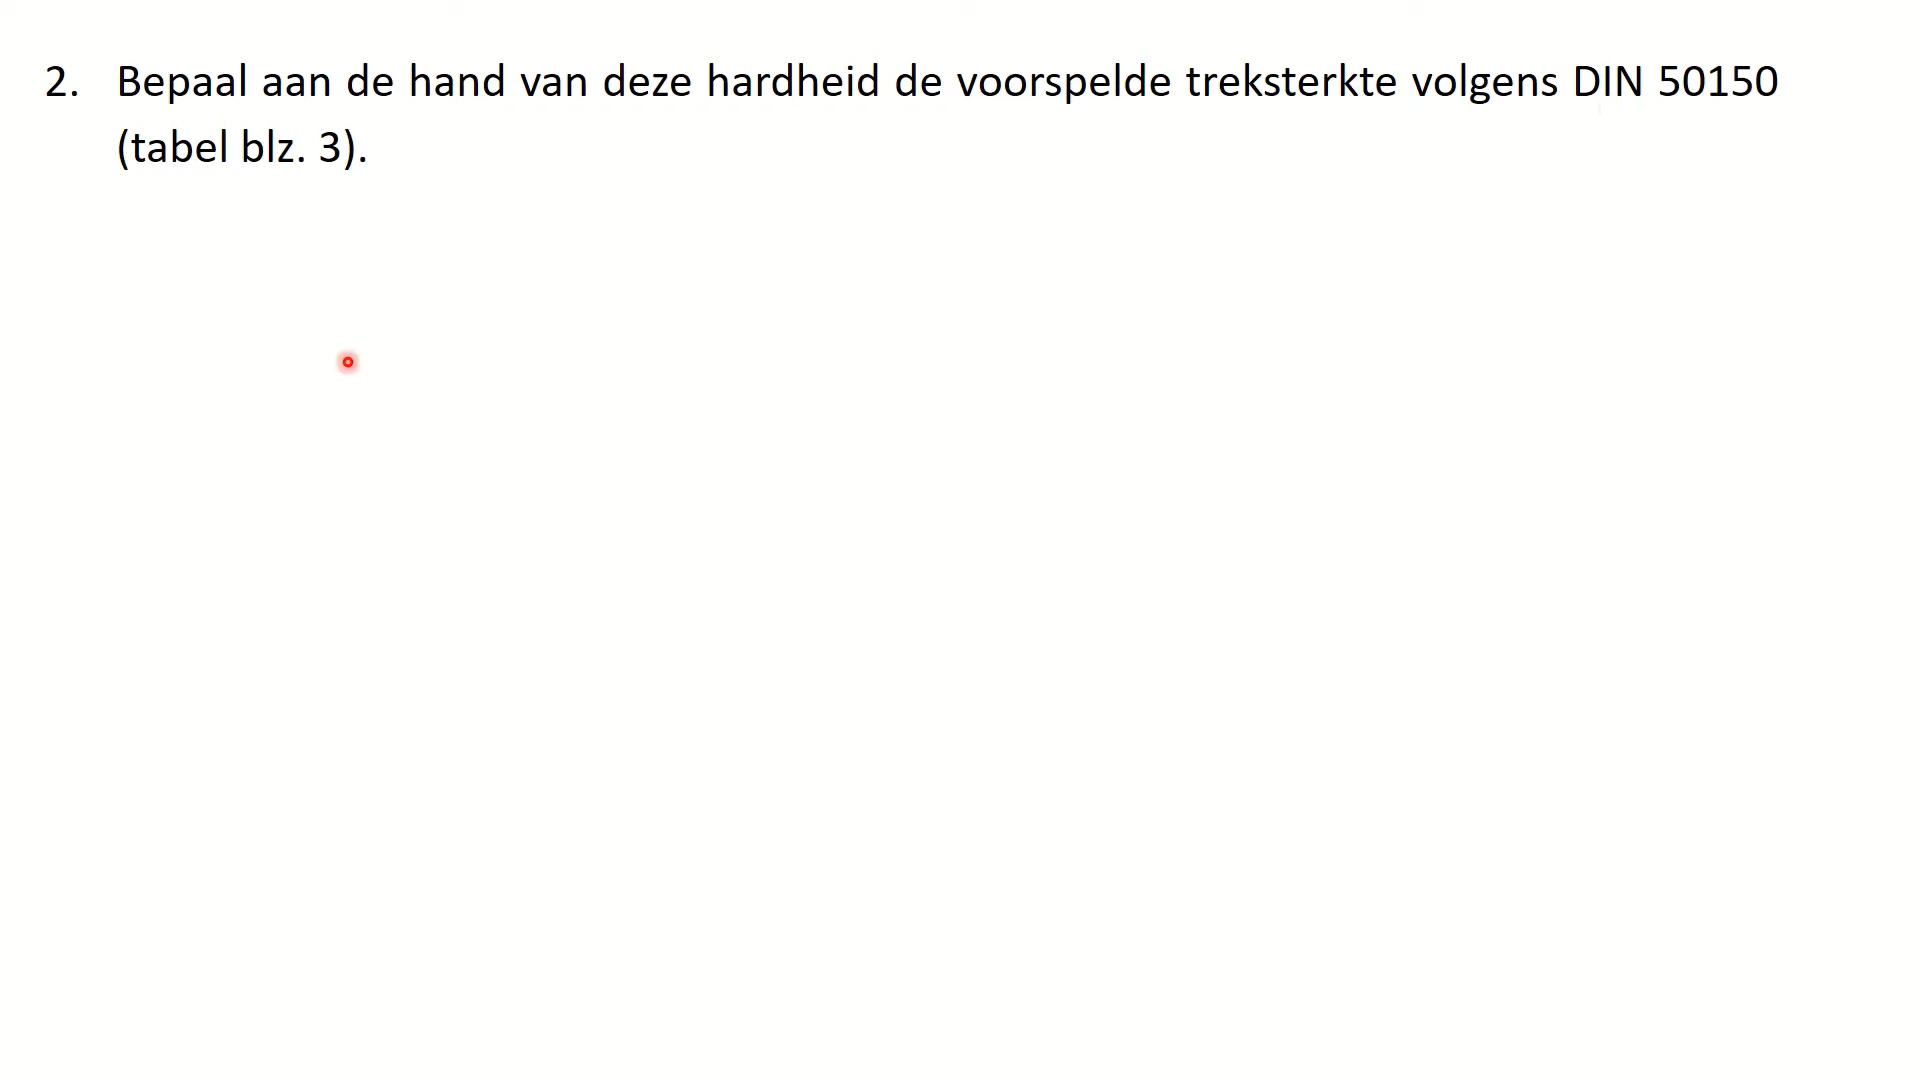 2. Bepaal aan de hand van deze hardheid de voorspelde treksterkte volgens DIN 50150
(tabel blz. 3).